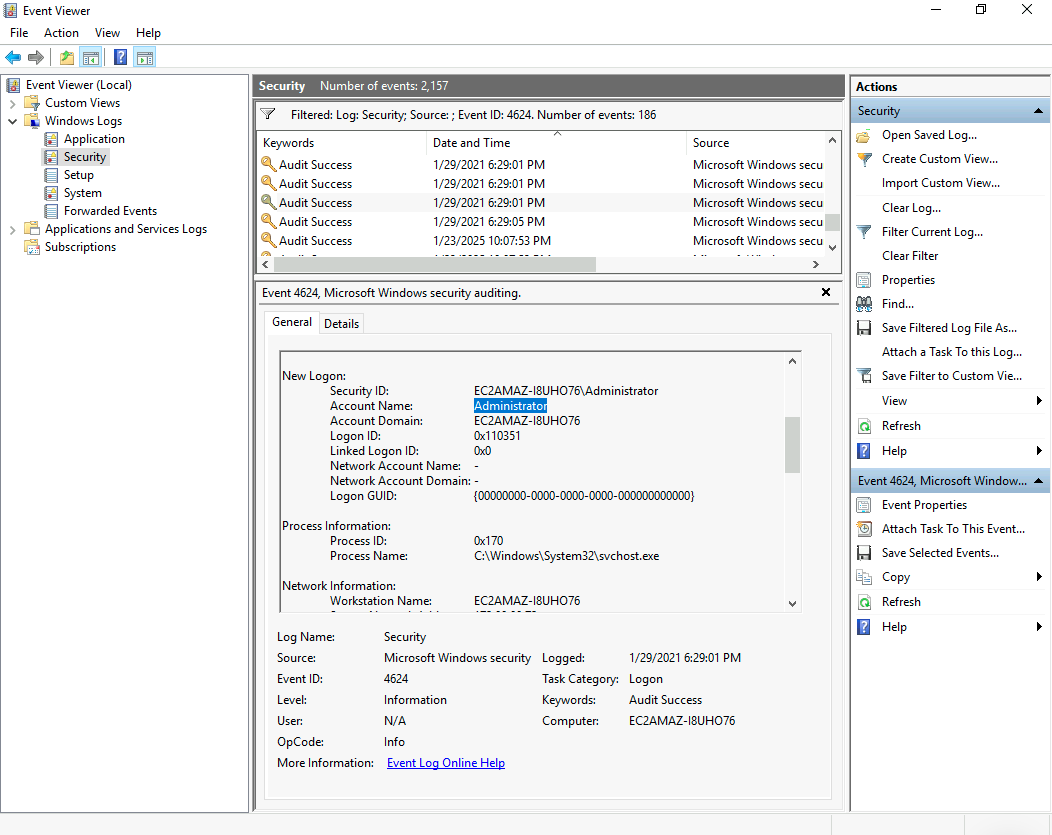 Event Viewer
File Action View Help
Event Viewer (Local)
Custom Views
Windows Logs
Application
Security
Setup
System
Forwarded Events
Applications and Services Logs
Subscriptions
Security Number of events: 2,157
Filtered: Log: Security; Source: ; Event ID: 4624. Number of events: 186
Keywords Date and Time Source
Audit Success 1/29/2021 6:29:01 PM Microsoft Windows secu
Audit Success 1/29/2021 6:29:01 PM Microsoft Windows secu
Audit Success 1/29/2021 6:29:01 PM Microsoft Windows secu
Audit Success 1/29/2021 6:29:05 PM Microsoft Windows secu
Audit Success 1/23/2025 10:07:53 PM Microsoft Windows secu
Event 4624, Microsoft Windows security auditing.
General Details
New Logon:
Security ID: EC2AMAZ-I8UHO76\Administrator
Account Name: Administrator
Account Domain: EC2AMAZ-I8UHO76
Logon ID: 0x110351
Linked Logon ID: 0x0
Network Account Name: -
Network Account Domain: -
Logon GUID: {00000000-0000-0000-0000-000000000000}
Process Information:
Process ID: 0x170
Process Name: C:\Windows\System32\svchost.exe
Network Information:
Workstation Name: EC2AMAZ-I8UHO76
Log Name: Security
Source: Microsoft Windows security Logged: 1/29/2021 6:29:01 PM
Event ID: 4624 Task Category: Logon
Level: Information Keywords: Audit Success
User: N/A Computer: EC2AMAZ-I8UHO76
OpCode: Info
More Information: Event Log Online Help
Actions
Security
Open Saved Log...
Create Custom View...
Import Custom View...
Clear Log...
Filter Current Log...
Clear Filter
Properties
Find...
Save Filtered Log File As...
Attach a Task To this Log...
Save Filter to Custom Vie...
View
Refresh
Help
Event 4624, Microsoft Window...
Event Properties
Attach Task To This Event...
Save Selected Events...
Copy
Refresh
Help